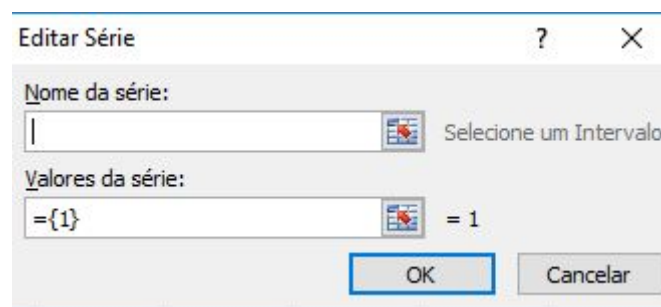 Editar Série ? X
Nome da série:
Selecione um Intervalo
Valores da série:
={1} = 1
OK Cancelar